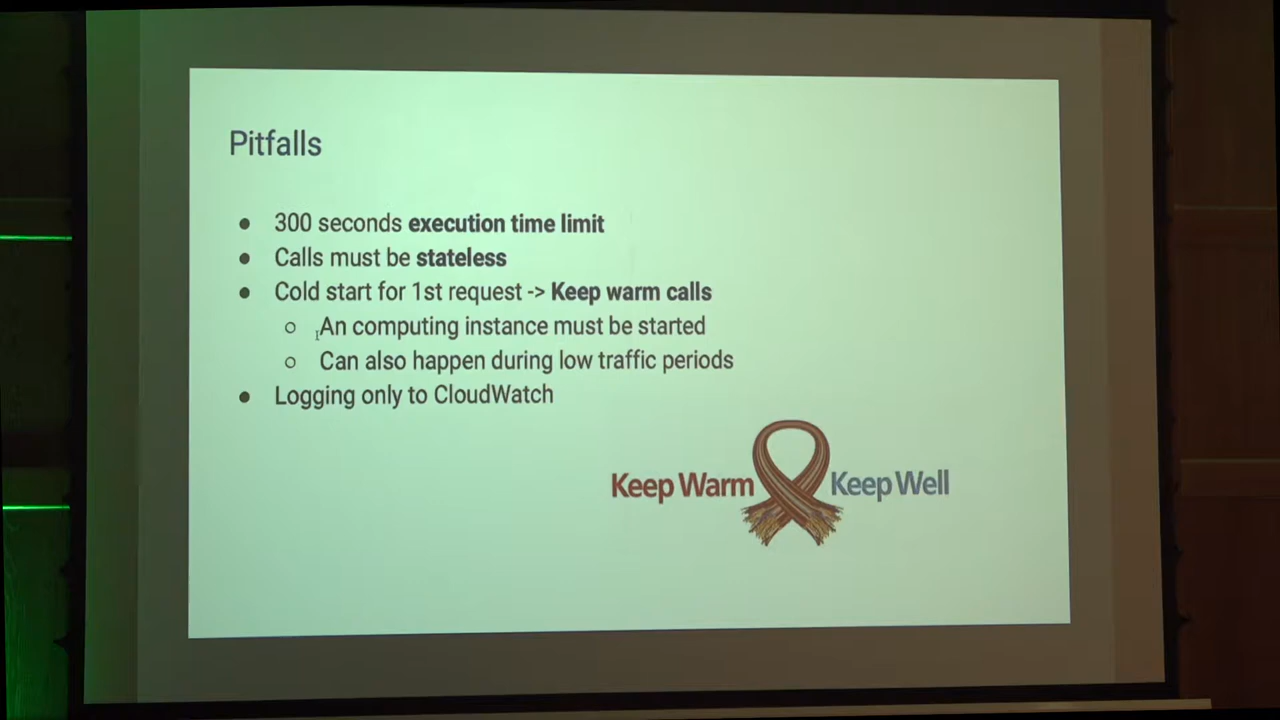 Pitfalls
● 300 seconds execution time limit
● Calls must be stateless
● Cold start for 1st request -> Keep warm calls
○ An computing instance must be started
○ Can also happen during low traffic periods
● Logging only to CloudWatch
Keep Warm Keep Well